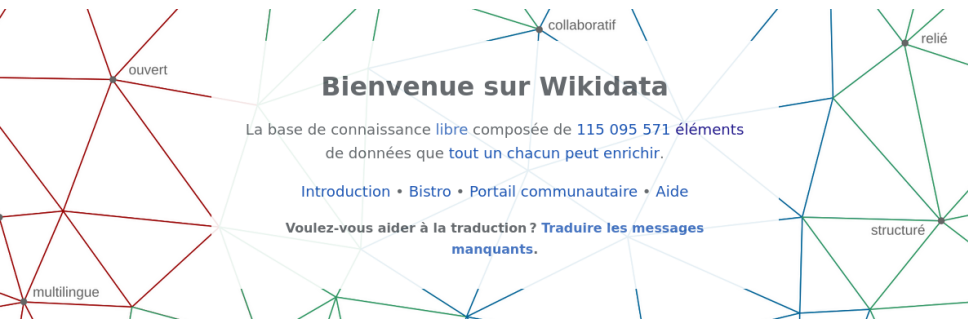 collaboratif
relié
ouvert
Bienvenue sur Wikidata
La base de connaissance libre composée de 115 095 571 éléments
de données que tout un chacun peut enrichir.
Introduction • Bistro • Portail communautaire • Aide
Voulez-vous aider à la traduction ? Traduire les messages
manquants.
structuré
multilingue